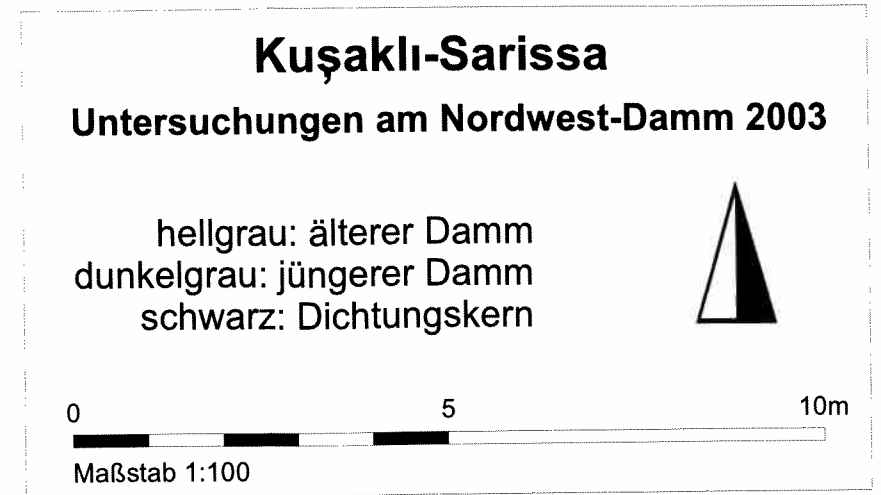 Kuşaklı-Sarissa
Untersuchungen am Nordwest-Damm 2003
hellgrau: älterer Damm
dunkelgrau: jüngerer Damm
schwarz: Dichtungskern
0 5 10m
Maßstab 1:100